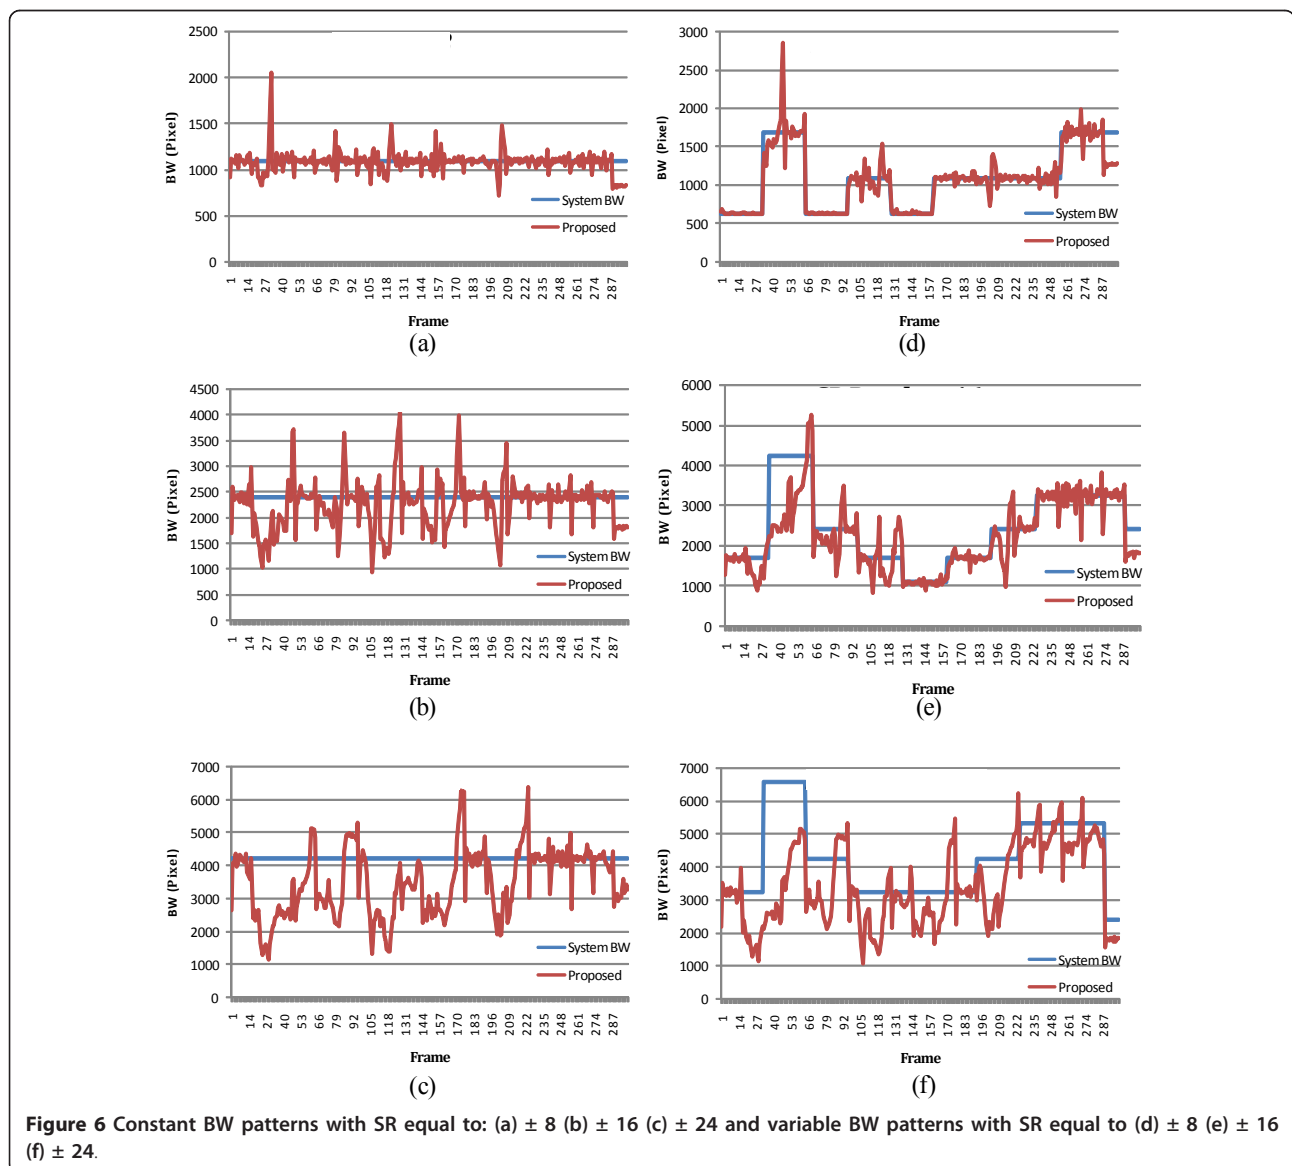 2500
2000
1500
1000
500
0
BW (Pixel)
System BW
Proposed
1 14 27 40 53 66 79 92 105 118 131 144 157 170 183 196 209 222 235 248 261 274 287
Frame
(a)
3000
2500
2000
1500
1000
500
0
BW (Pixel)
System BW
Proposed
1 14 27 40 53 66 79 92 105 118 131 144 157 170 183 196 209 222 235 248 261 274 287
Frame
(d)
4500
4000
3500
3000
2500
2000
1500
1000
500
0
BW (Pixel)
System BW
Proposed
1 14 27 40 53 66 79 92 105 118 131 144 157 170 183 196 209 222 235 248 261 274 287
Frame
(b)
6000
5000
4000
3000
2000
1000
0
BW (Pixel)
System BW
Proposed
1 14 27 40 53 66 79 92 105 118 131 144 157 170 183 196 209 222 235 248 261 274 287
Frame
(e)
7000
6000
5000
4000
3000
2000
1000
0
BW (Pixel)
System BW
Proposed
1 14 27 40 53 66 79 92 105 118 131 144 157 170 183 196 209 222 235 248 261 274 287
Frame
(c)
7000
6000
5000
4000
3000
2000
1000
0
BW (Pixel)
System BW
Proposed
1 14 27 40 53 66 79 92 105 118 131 144 157 170 183 196 209 222 235 248 261 274 287
Frame
(f)
Figure 6 Constant BW patterns with SR equal to: (a) ± 8 (b) ± 16 (c) ± 24 and variable BW patterns with SR equal to (d) ± 8 (e) ± 16
(f) ± 24.